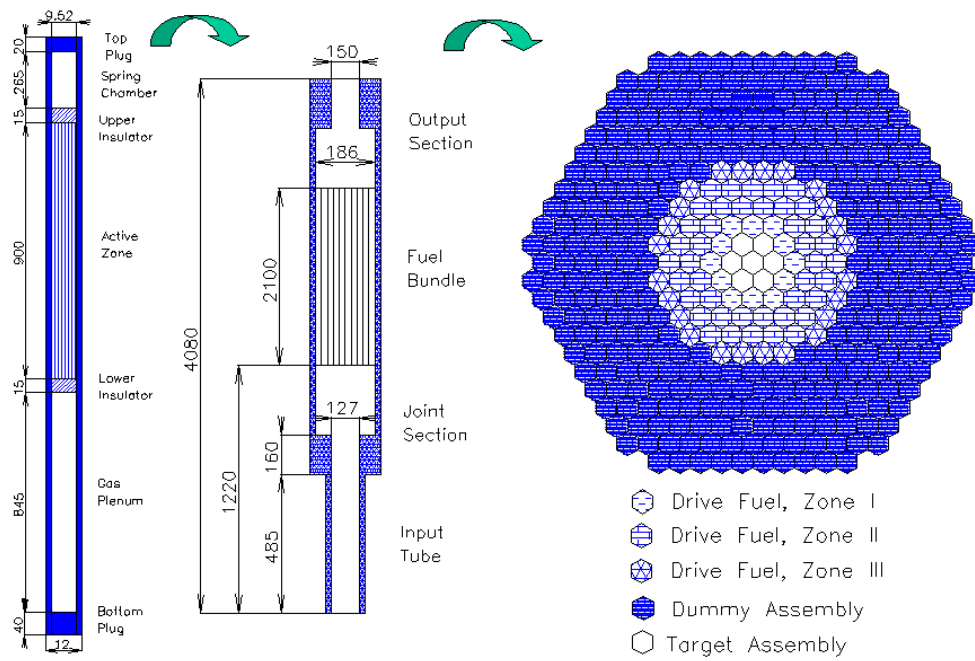 9.52
20
Top
Plug
265
Spring
Chamber
15
Upper
Insulator
900
Active
Zone
15
Lower
Insulator
845
Gas
Plenum
40
Bottom
Plug
12
150
Output
Section
186
2100
Fuel
Bundle
4080
127
Joint
Section
160
1220
485
Input
Tube
Drive Fuel, Zone I
Drive Fuel, Zone II
Drive Fuel, Zone III
Dummy Assembly
Target Assembly